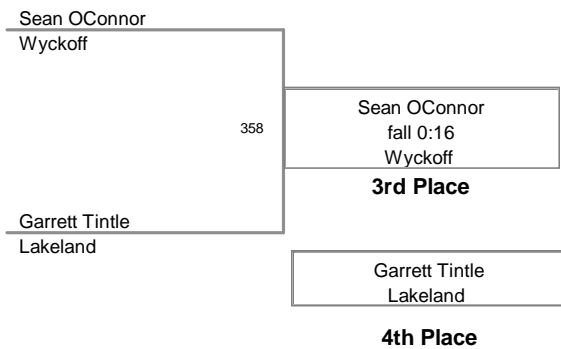 Sean OConnor
Wyckoff
358
Sean OConnor
fall 0:16
Wyckoff
3rd Place
Garrett Tintle
Lakeland
Garrett Tintle
Lakeland
4th Place